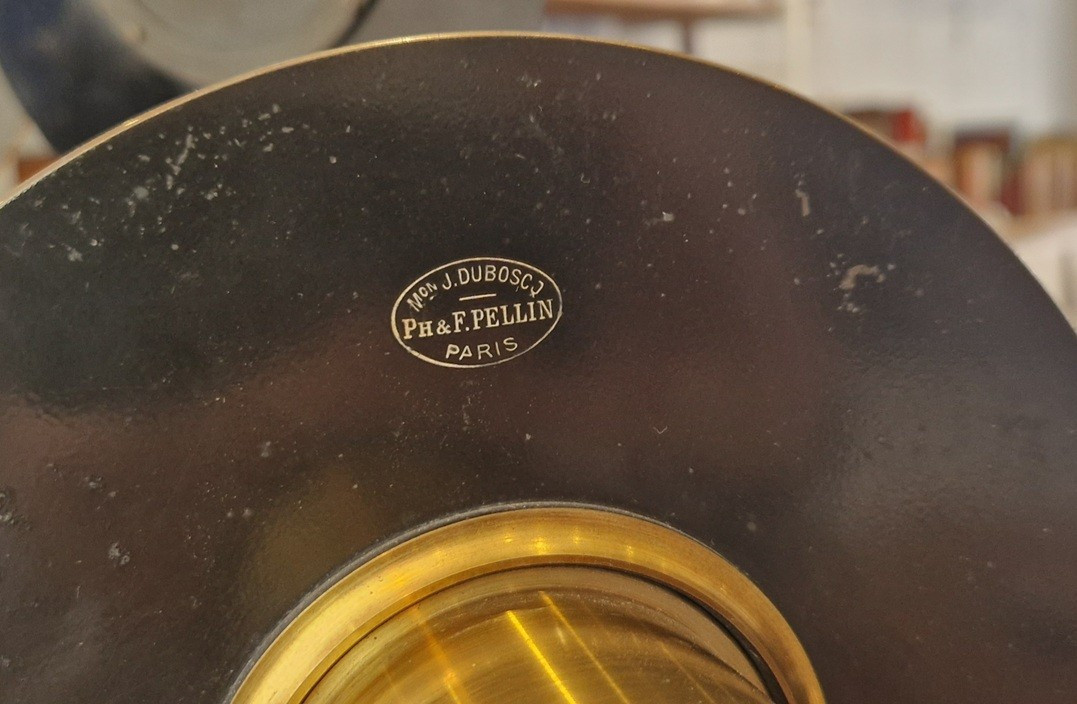 Mon J. DUBOSCQ
PH & F. PELLIN
PARIS